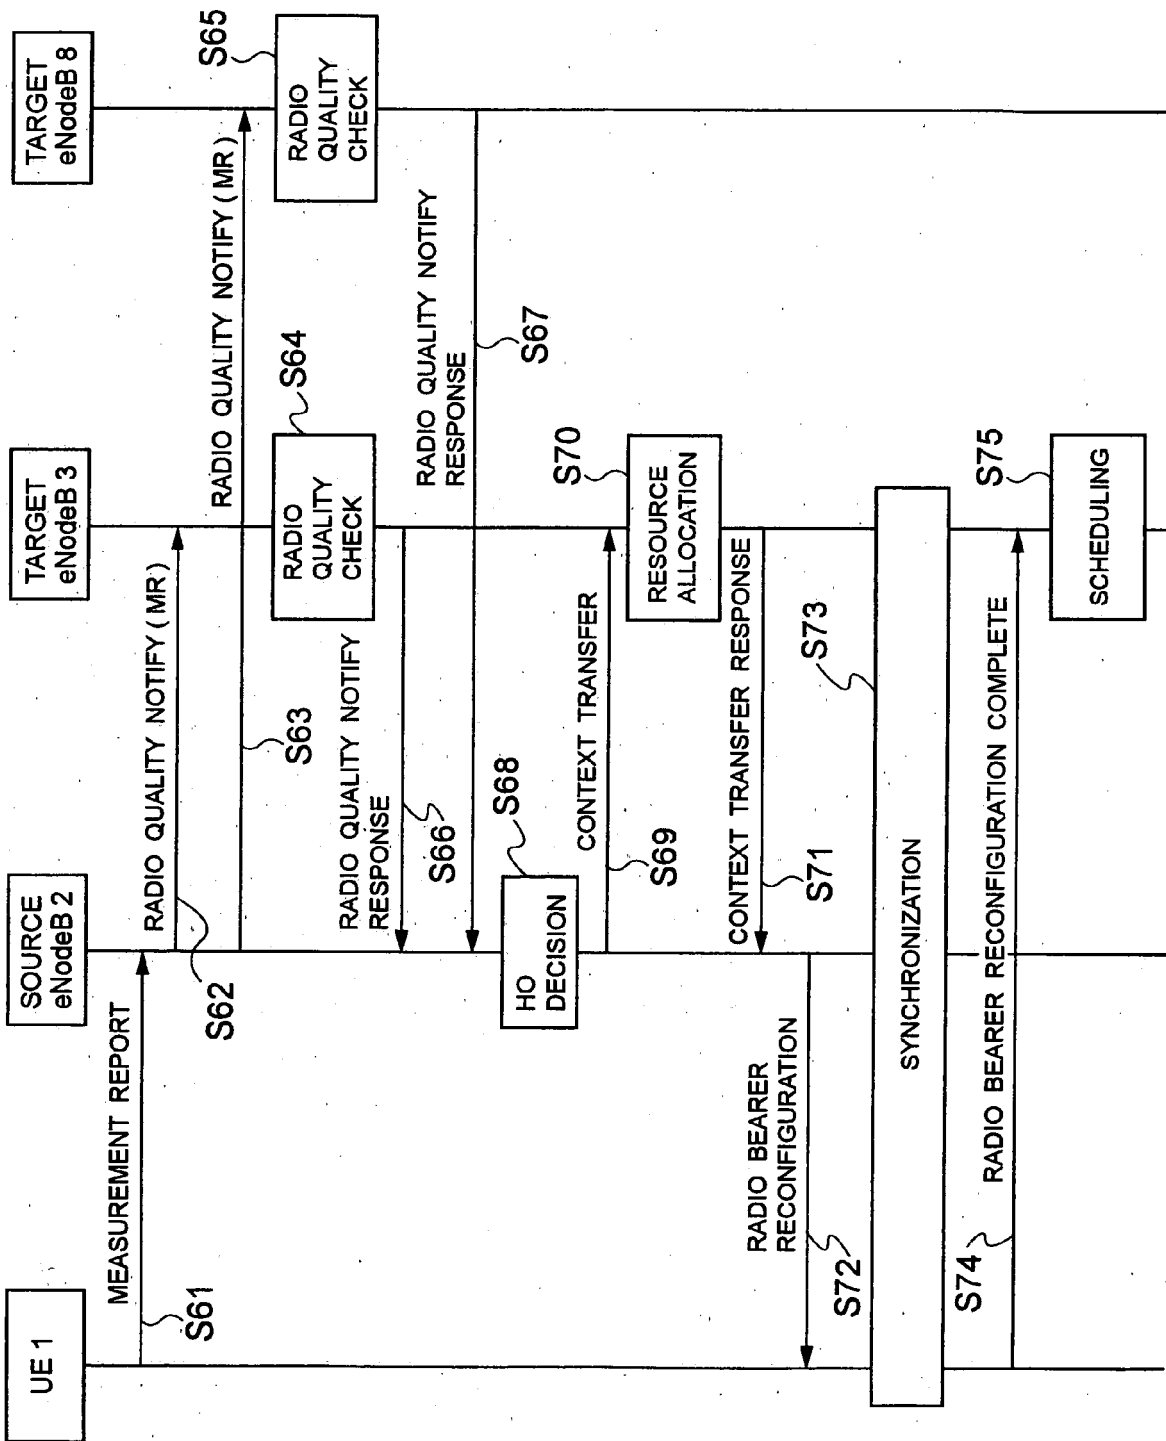 UE 1
SOURCE
eNodeB 2
TARGET
eNodeB 3
TARGET
eNodeB 8
MEASUREMENT REPORT
S61
RADIO QUALITY NOTIFY (MR)
S62
RADIO QUALITY NOTIFY (MR)
S63
RADIO
QUALITY
CHECK
S64
RADIO
QUALITY
CHECK
S65
RADIO QUALITY NOTIFY
RESPONSE
S66
RADIO QUALITY NOTIFY
RESPONSE
S67
HO
DECISION
S68
CONTEXT TRANSFER
S69
RESOURCE
ALLOCATION
S70
CONTEXT TRANSFER RESPONSE
S71
RADIO BEARER
RECONFIGURATION
S72
SYNCHRONIZATION
S73
RADIO BEARER RECONFIGURATION COMPLETE
S74
SCHEDULING
S75